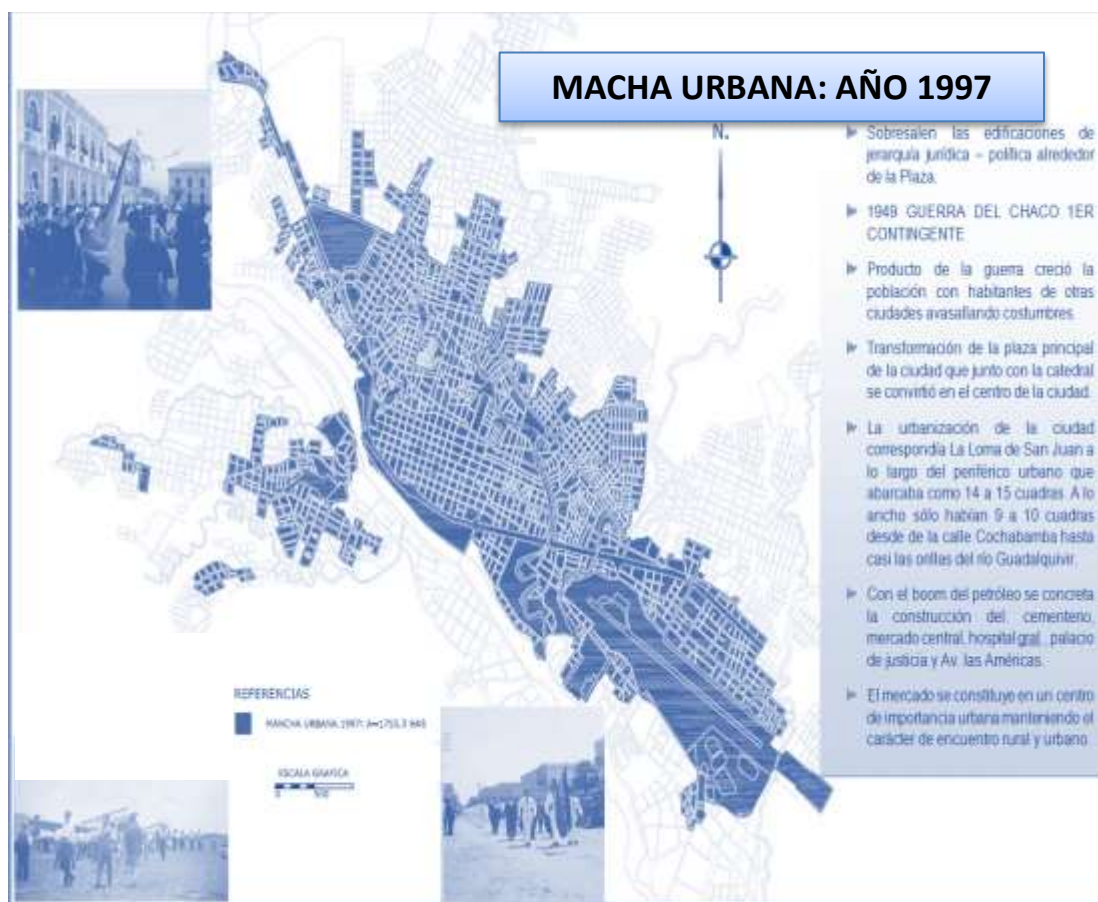 MACHA URBANA: AÑO 1997
N.
Sobresalen las edificaciones de
jerarquía jurídica – política alrededor
de la Plaza.
1949 GUERRA DEL CHACO 1ER
CONTINGENTE
Producto de la guerra creció la
población con habitantes de otras
ciudades avasallando costumbres
Transformación de la plaza principal
de la ciudad que junto con la catedral
se convirtió en el centro de la ciudad.
La urbanización de la ciudad
correspondía La Loma de San Juan a
lo largo del periférico urbano que
abarcaba como 14 a 15 cuadras. A lo
ancho sólo habían 9 a 10 cuadras
desde de la calle Cochabamba hasta
casi las orillas del río Guadalquivir.
Con el boom del petróleo se concreta
la construcción del cementerio,
mercado central, hospital gral., palacio
de justicia y Av. las Américas.
El mercado se constituye en un centro
de importancia urbana manteniendo el
carácter de encuentro rural y urbano
REFERENCIAS
MANCHA URBANA 1997:
ESCALA GRAFICA
0